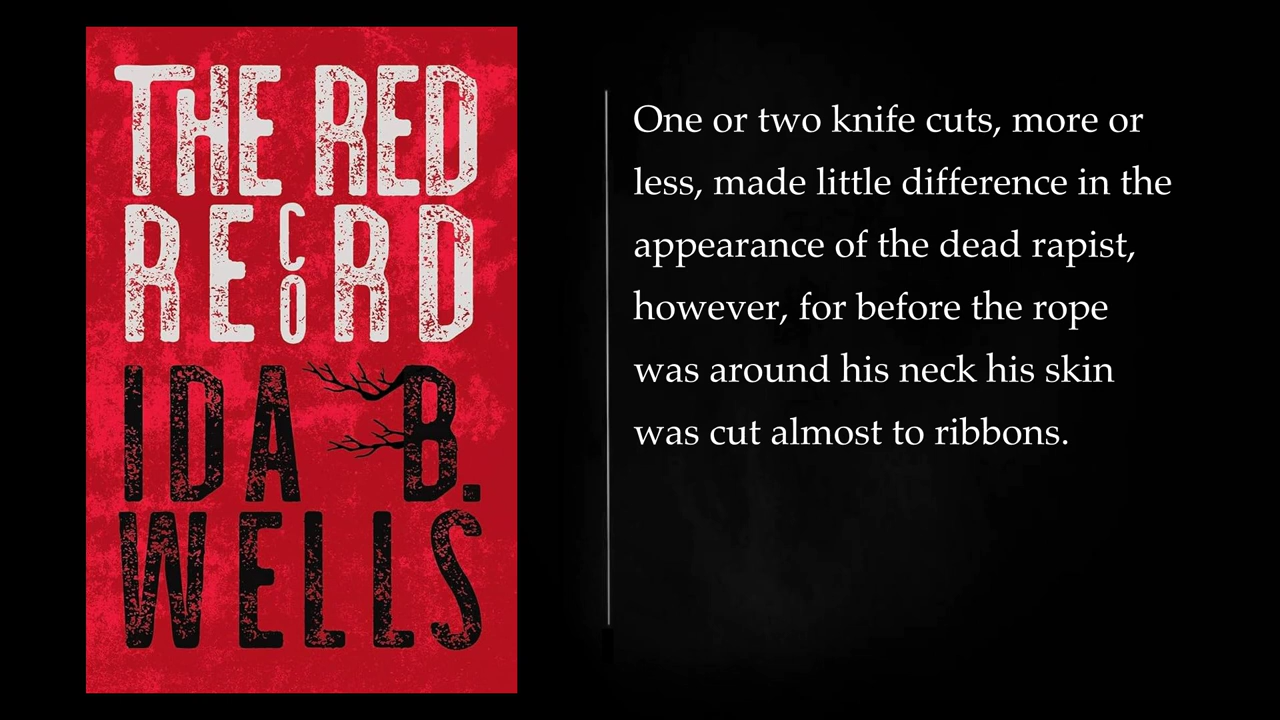 THE RED
RECORD
IDA B.
WELLS
One or two knife cuts, more or
less, made little difference in the
appearance of the dead rapist,
however, for before the rope
was around his neck his skin
was cut almost to ribbons.